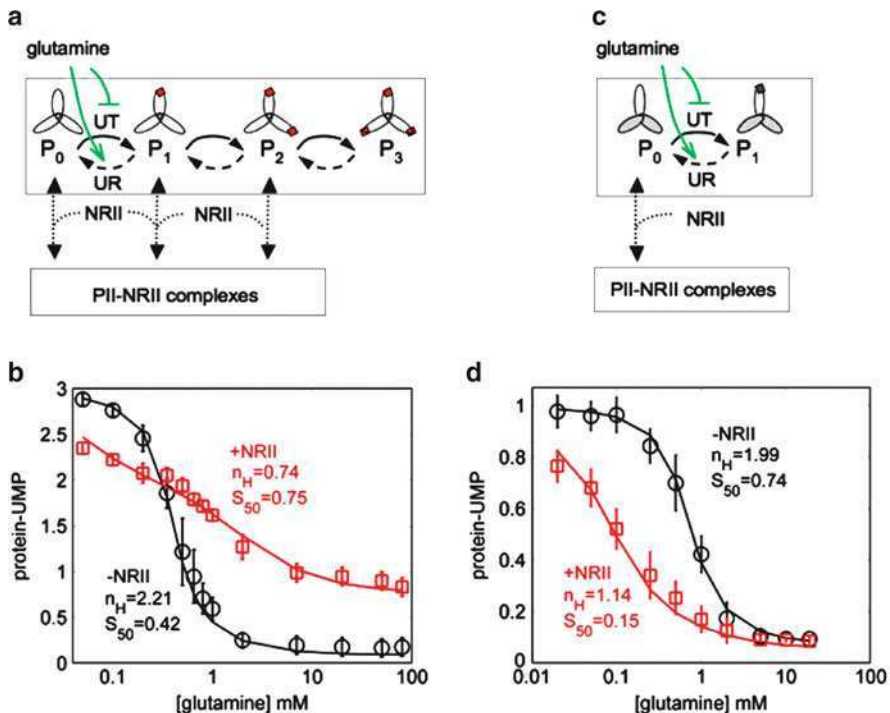 a
glutamine
UT
P0 P1 P2 P3
UR
NRII NRII
PII-NRII complexes
c
glutamine
UT
P0 P1
UR
NRII
PII-NRII complexes
b
protein-UMP
3
2.5
2
1.5
1
0.5
0
+NRII
nH=0.74
S50=0.75
-NRII
nH=2.21
S50=0.42
0.1 1 10 100
[glutamine] mM
d
protein-UMP
1
0.8
0.6
0.4
0.2
0
-NRII
nH=1.99
S50=0.74
+NRII
nH=1.14
S50=0.15
0.01 0.1 1 10 100
[glutamine] mM